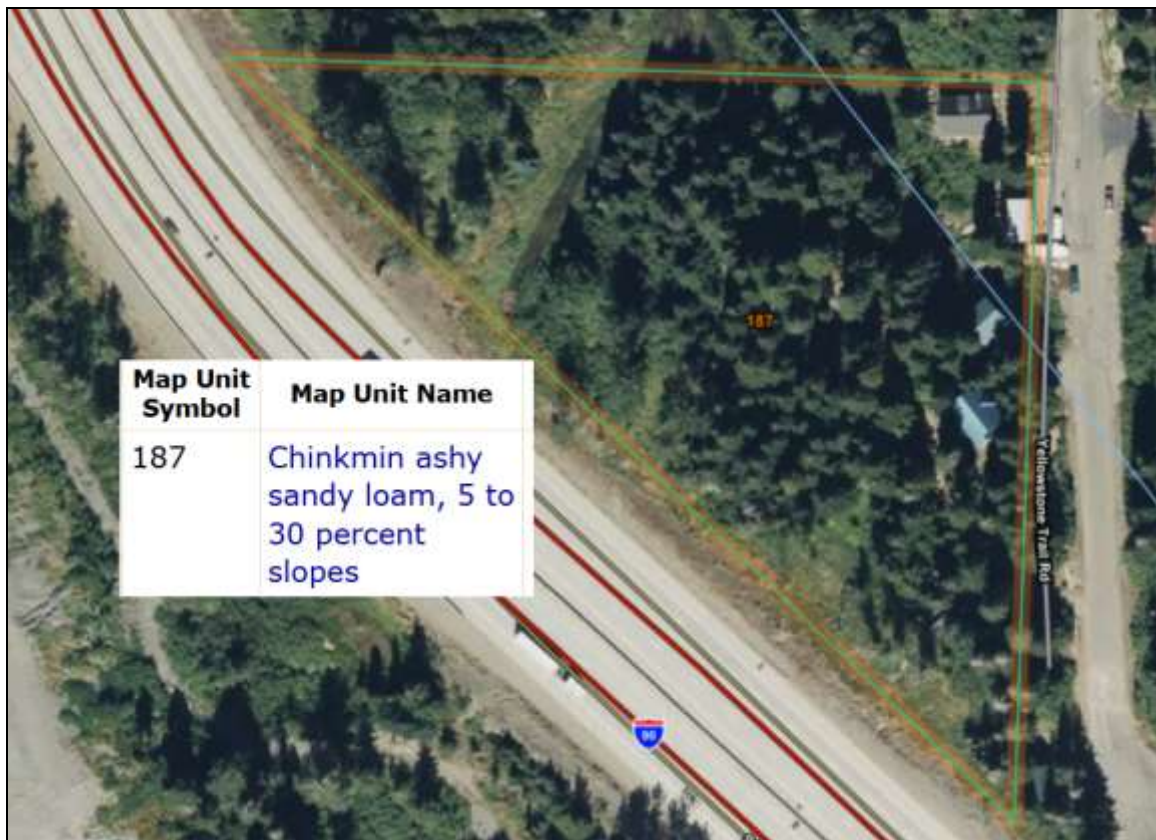 187
Map Unit Symbol
Map Unit Name
187
Chinkmin ashy
sandy loam, 5 to
30 percent
slopes
Yellowstone Trail Rd
90